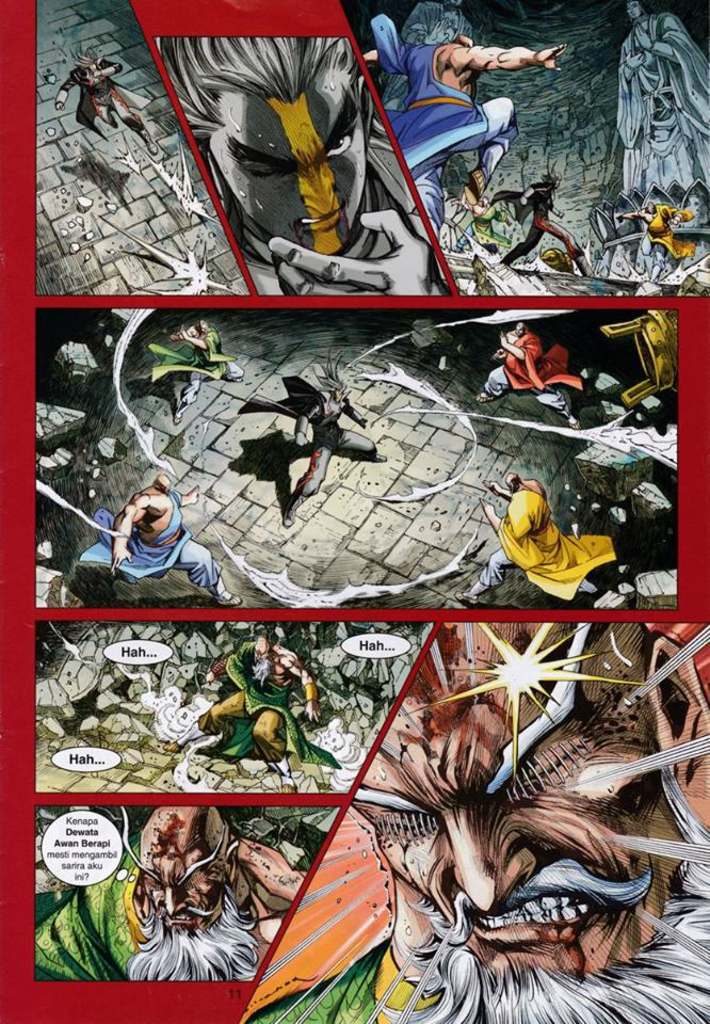 Hah...
Hah...
Hah...
Kenapa
Dewata
Awan Berapi
mesti mengambil
sarira aku
ini?
11